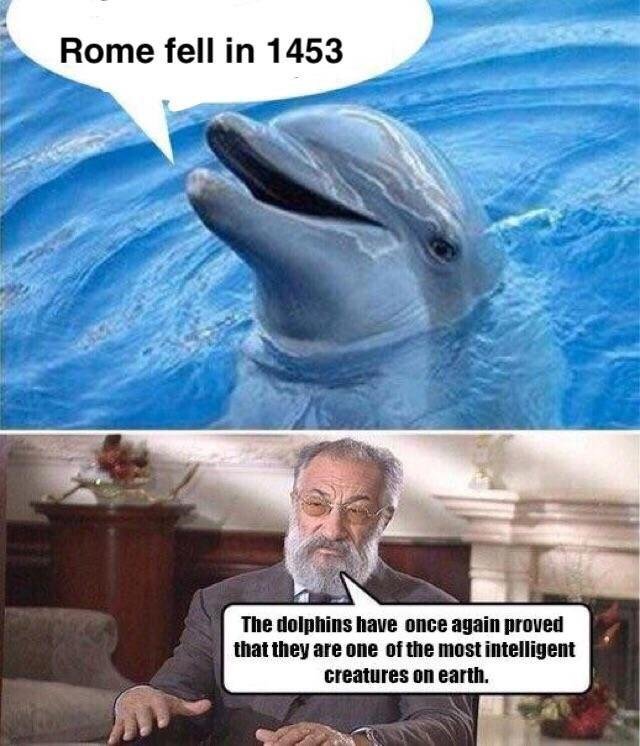 Rome fell in 1453
The dolphins have once again proved
that they are one of the most intelligent
creatures on earth.